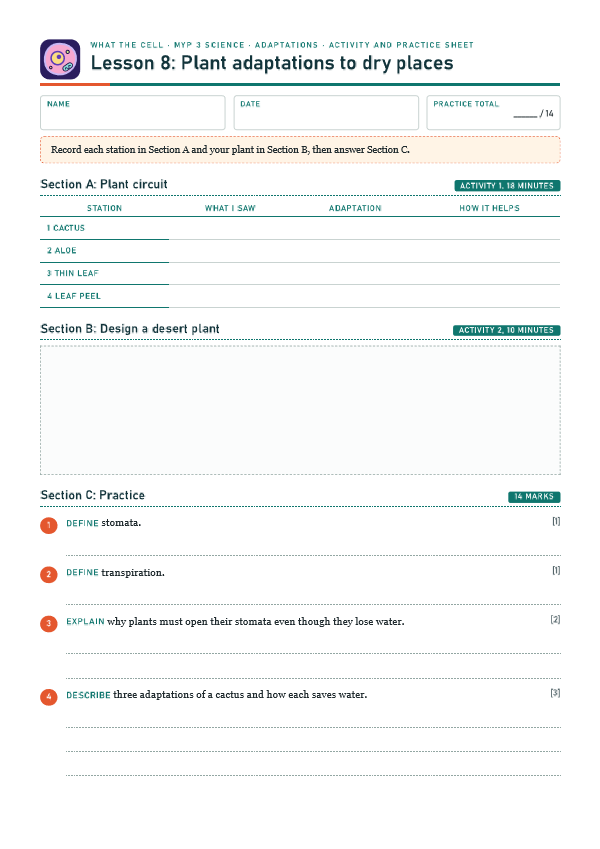 WHAT THE CELL · MYP 3 SCIENCE · ADAPTATIONS · ACTIVITY AND PRACTICE SHEET
Lesson 8: Plant adaptations to dry places
NAME
DATE
PRACTICE TOTAL
_____ / 14
Record each station in Section A and your plant in Section B, then answer Section C.
Section A: Plant circuit
ACTIVITY 1, 18 MINUTES
STATION WHAT I SAW ADAPTATION HOW IT HELPS
1 CACTUS
2 ALOE
3 THIN LEAF
4 LEAF PEEL
Section B: Design a desert plant
ACTIVITY 2, 10 MINUTES
Section C: Practice
14 MARKS
1 DEFINE stomata. [1]
2 DEFINE transpiration. [1]
3 EXPLAIN why plants must open their stomata even though they lose water. [2]
4 DESCRIBE three adaptations of a cactus and how each saves water. [3]